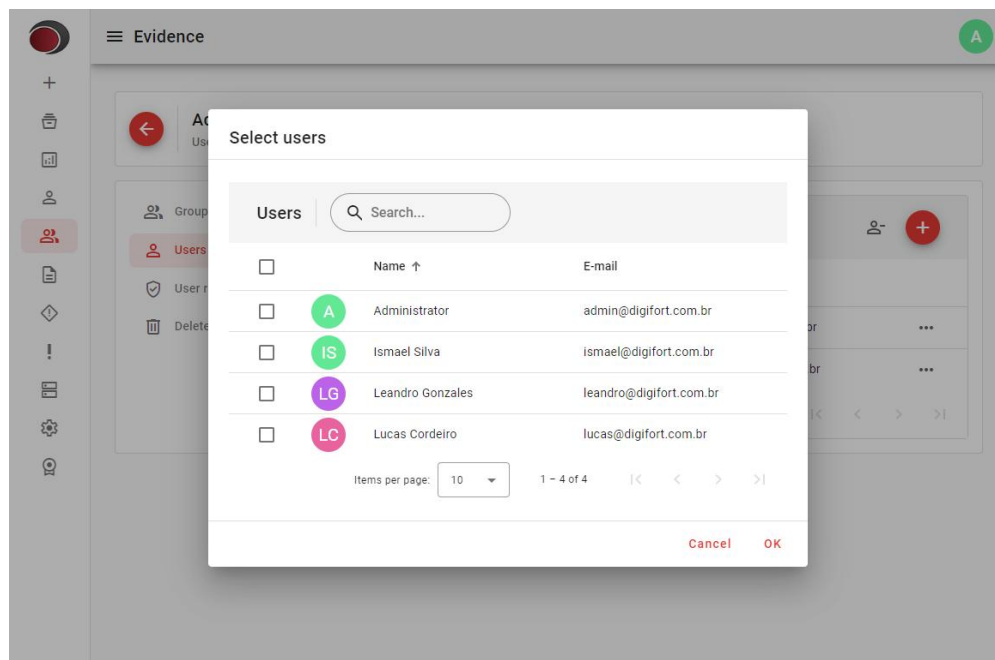 Evidence
A
Select users
Group
Users
Delete
Users
Search...
Name E-mail
A Administrator admin@digifort.com.br
IS Ismael Silva ismael@digifort.com.br
LG Leandro Gonzales leandro@digifort.com.br
LC Lucas Cordeiro lucas@digifort.com.br
Items per page: 10 1 – 4 of 4
Cancel OK